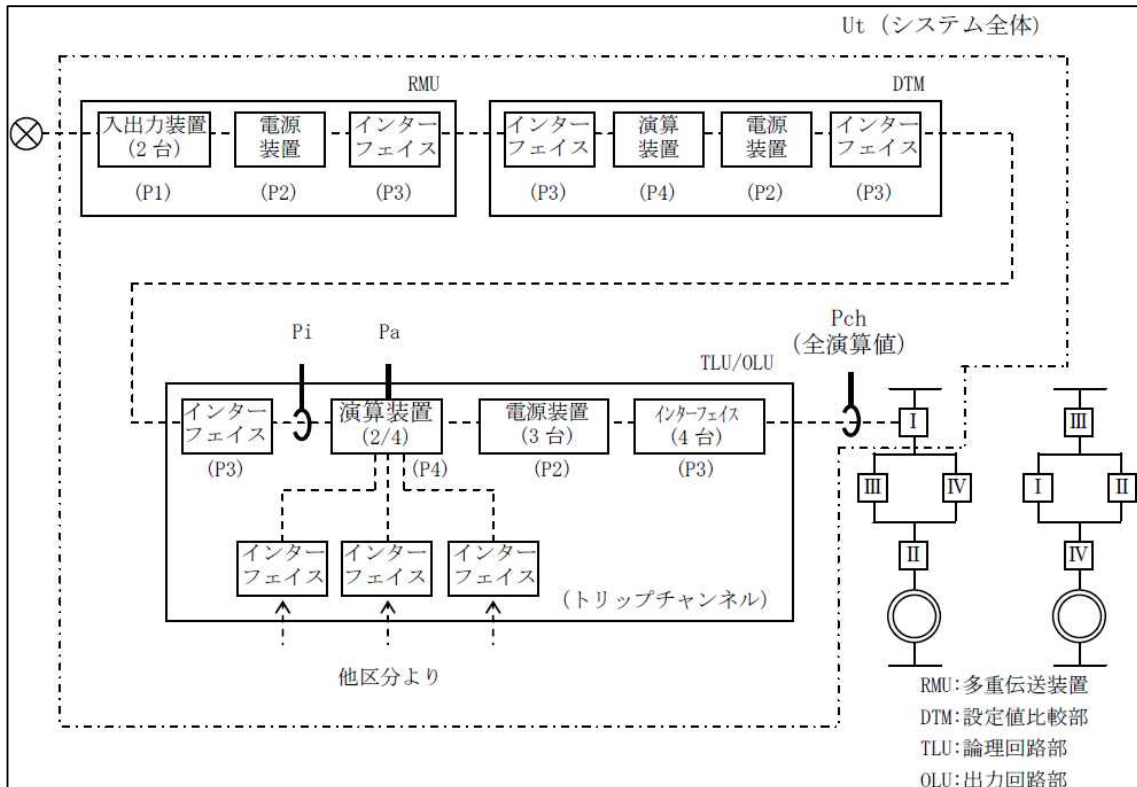 Ut (システム全体)
RMU
DTM
入出力装置
(2 台)
(P1)
電源
装置
(P2)
インター
フェイス
(P3)
インター
フェイス
(P3)
演算
装置
(P4)
電源
装置
(P2)
インター
フェイス
(P3)
Pi
Pa
Pch
(全演算値)
TLU/OLU
インター
フェイス
(P3)
演算装置
(2/4)
(P4)
電源装置
(3 台)
(P2)
インターフェイス
(4 台)
(P3)
インター
フェイス
インター
フェイス
インター
フェイス
(トリップチャンネル)
他区分より
Ⅰ
Ⅲ
Ⅳ
Ⅱ
Ⅲ
Ⅰ
Ⅱ
Ⅳ
RMU:多重伝送装置
DTM:設定値比較部
TLU:論理回路部
OLU:出力回路部